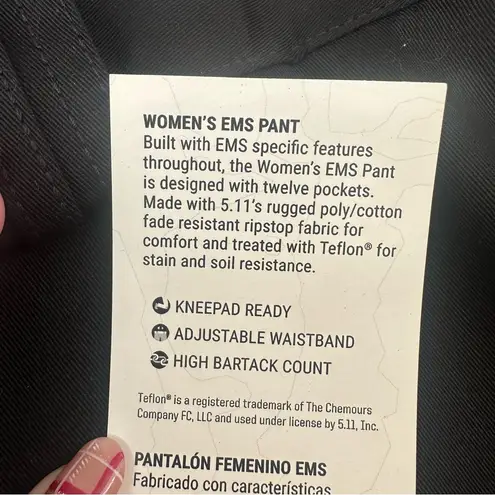 WOMEN'S EMS PANT
Built with EMS specific features
throughout, the Women's EMS Pant
is designed with twelve pockets.
Made with 5.11's rugged poly/cotton
fade resistant ripstop fabric for
comfort and treated with Teflon® for
stain and soil resistance.
KNEEPAD READY
ADJUSTABLE WAISTBAND
HIGH BARTACK COUNT
Teflon® is a registered trademark of The Chemours
Company FC, LLC and used under license by 5.11, Inc.
PANTALÓN FEMENINO EMS
Fabricado con características